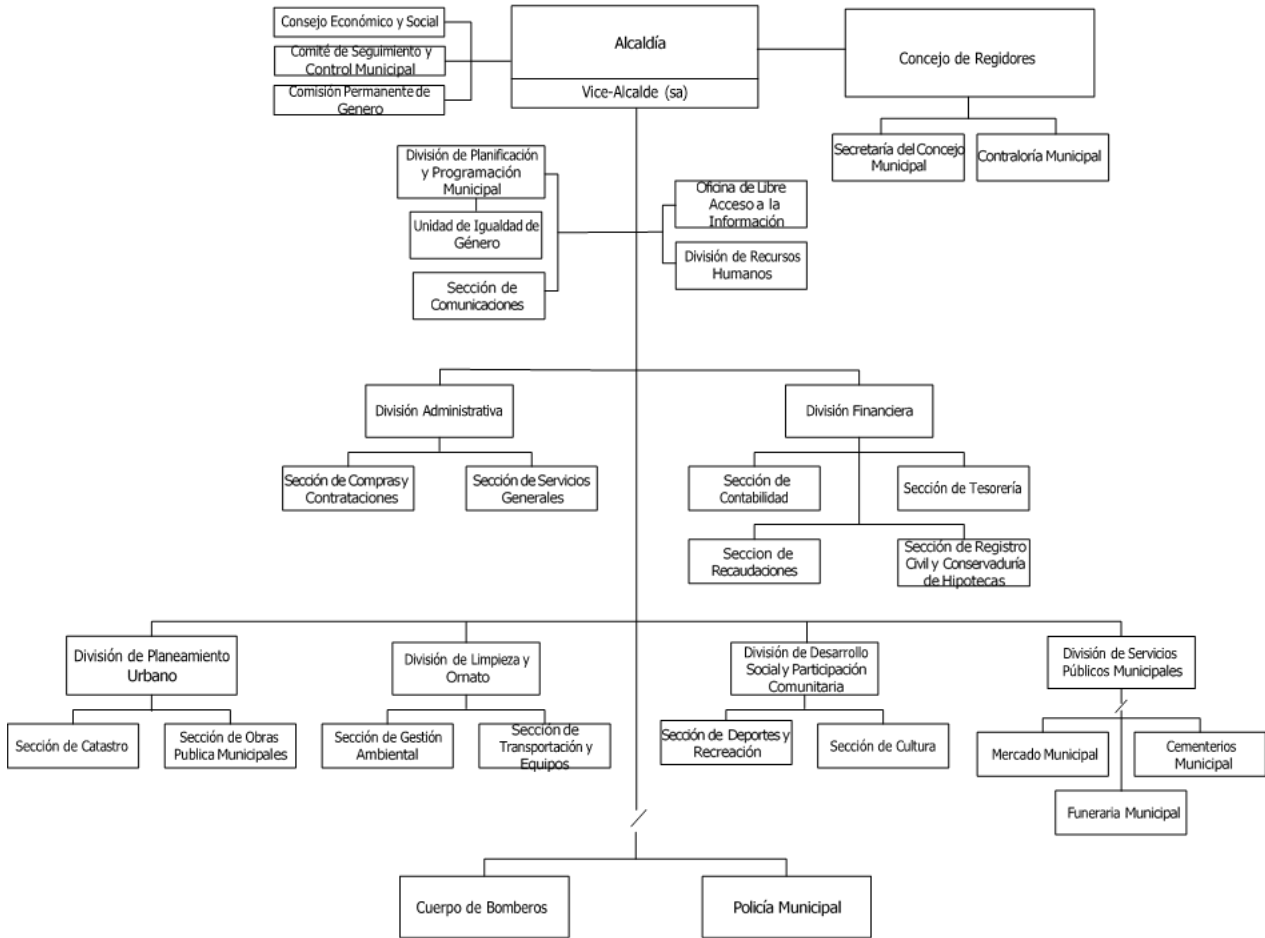 Consejo Económico y Social
Alcaldía
Comité de Seguimiento y
Control Municipal
Concejo de Regidores
Comisión Permanente de
Genero
Vice-Alcalde (sa)
Secretaría del Concejo
Municipal
Contraloría Municipal
División de Planificación
y Programación
Municipal
Unidad de Igualdad de
Género
Sección de
Comunicaciones
Oficina de Libre
Acceso a la
Información
División de Recursos
Humanos
División Administrativa
División Financiera
Sección de Compras y
Contrataciones
Sección de Servicios
Generales
Sección de
Contabilidad
Sección de Tesorería
Seccion de
Recaudaciones
Sección de Registro
Civil y Conservaduría
de Hipotecas
División de Planeamiento
Urbano
División de Limpieza y
Ornato
División de Desarrollo
Social y Participación
Comunitaria
División de Servicios
Públicos Municipales
Sección de Catastro
Sección de Obras
Publica Municipales
Sección de Gestión
Ambiental
Sección de
Transportación y
Equipos
Sección de Deportes y
Recreación
Sección de Cultura
Mercado Municipal
Cementerios
Municipal
Funeraria Municipal
Cuerpo de Bomberos
Policía Municipal